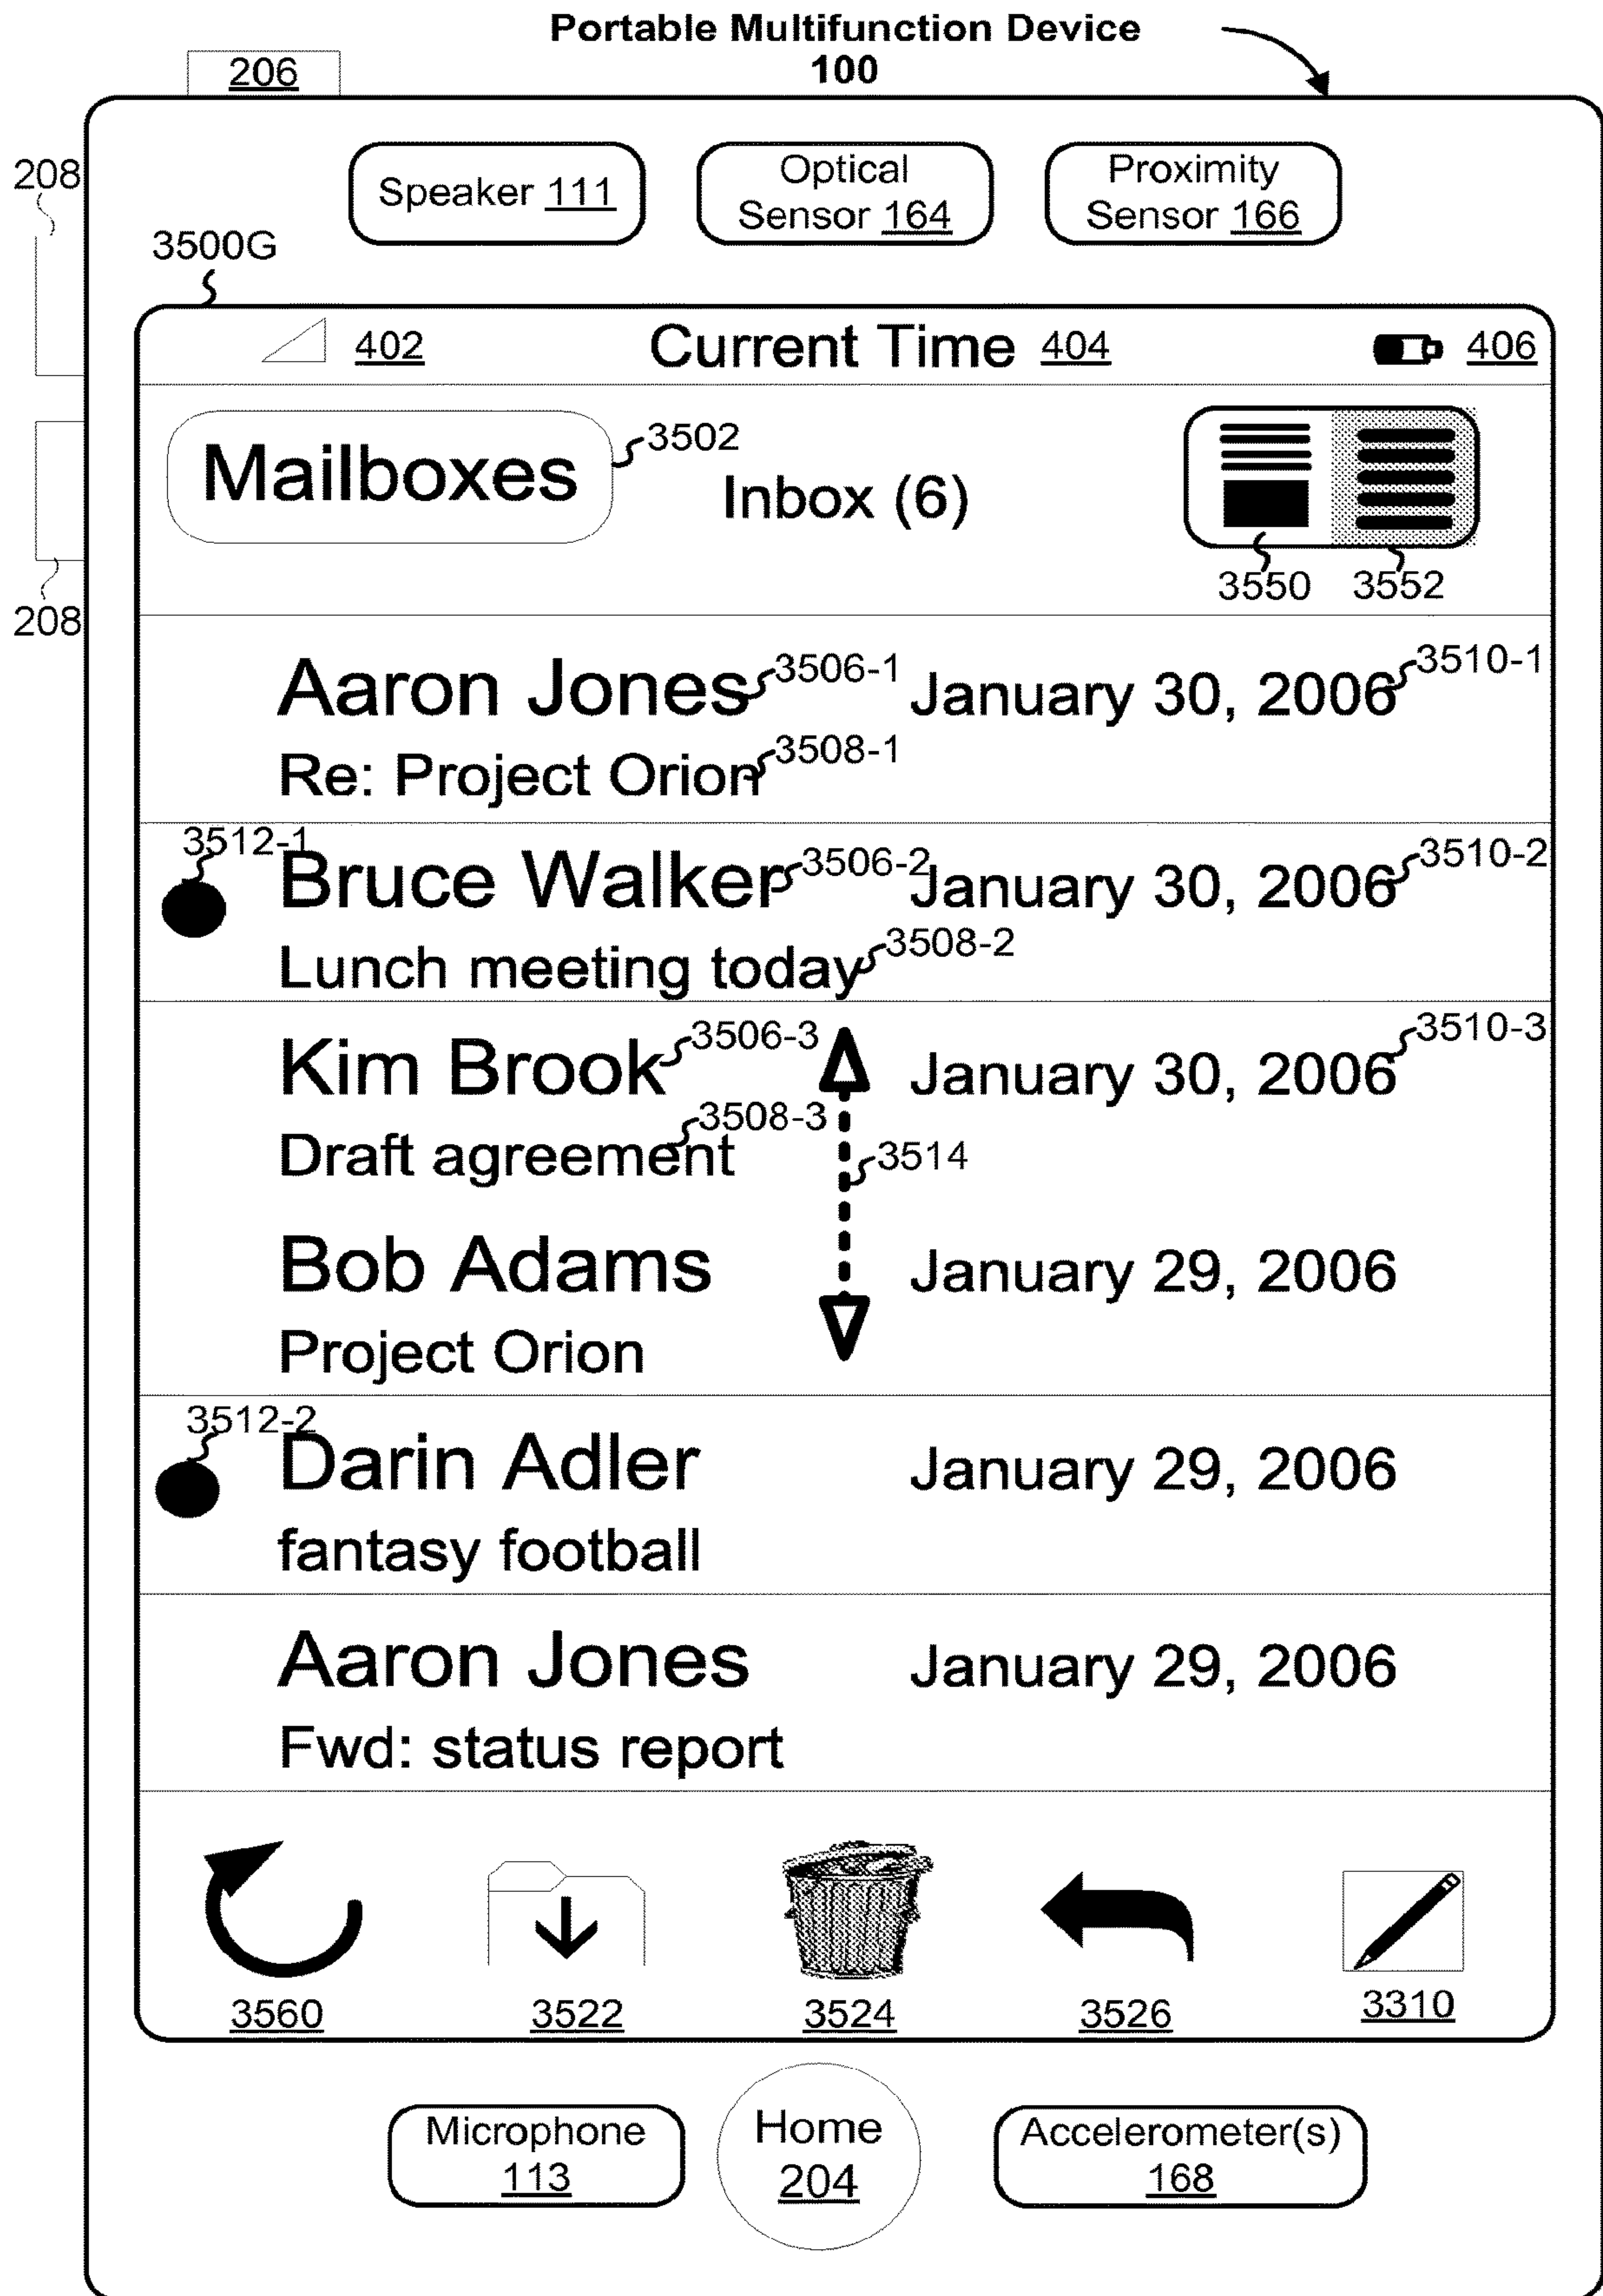 Portable Multifunction Device
100
206
208
Speaker 111
Optical
Sensor 164
Proximity
Sensor 166
3500G
402
Current Time 404
406
Mailboxes
3502
Inbox (6)
3550
3552
208
Aaron Jones
3506-1
January 30, 2006
3510-1
Re: Project Orion
3508-1
3512-1
Bruce Walker
3506-2
January 30, 2006
3510-2
Lunch meeting today
3508-2
Kim Brook
3506-3
January 30, 2006
3510-3
Draft agreement
3508-3
3514
Bob Adams
January 29, 2006
Project Orion
3512-2
Darin Adler
January 29, 2006
fantasy football
Aaron Jones
January 29, 2006
Fwd: status report
3560
3522
3524
3526
3310
Microphone
113
Home
204
Accelerometer(s)
168